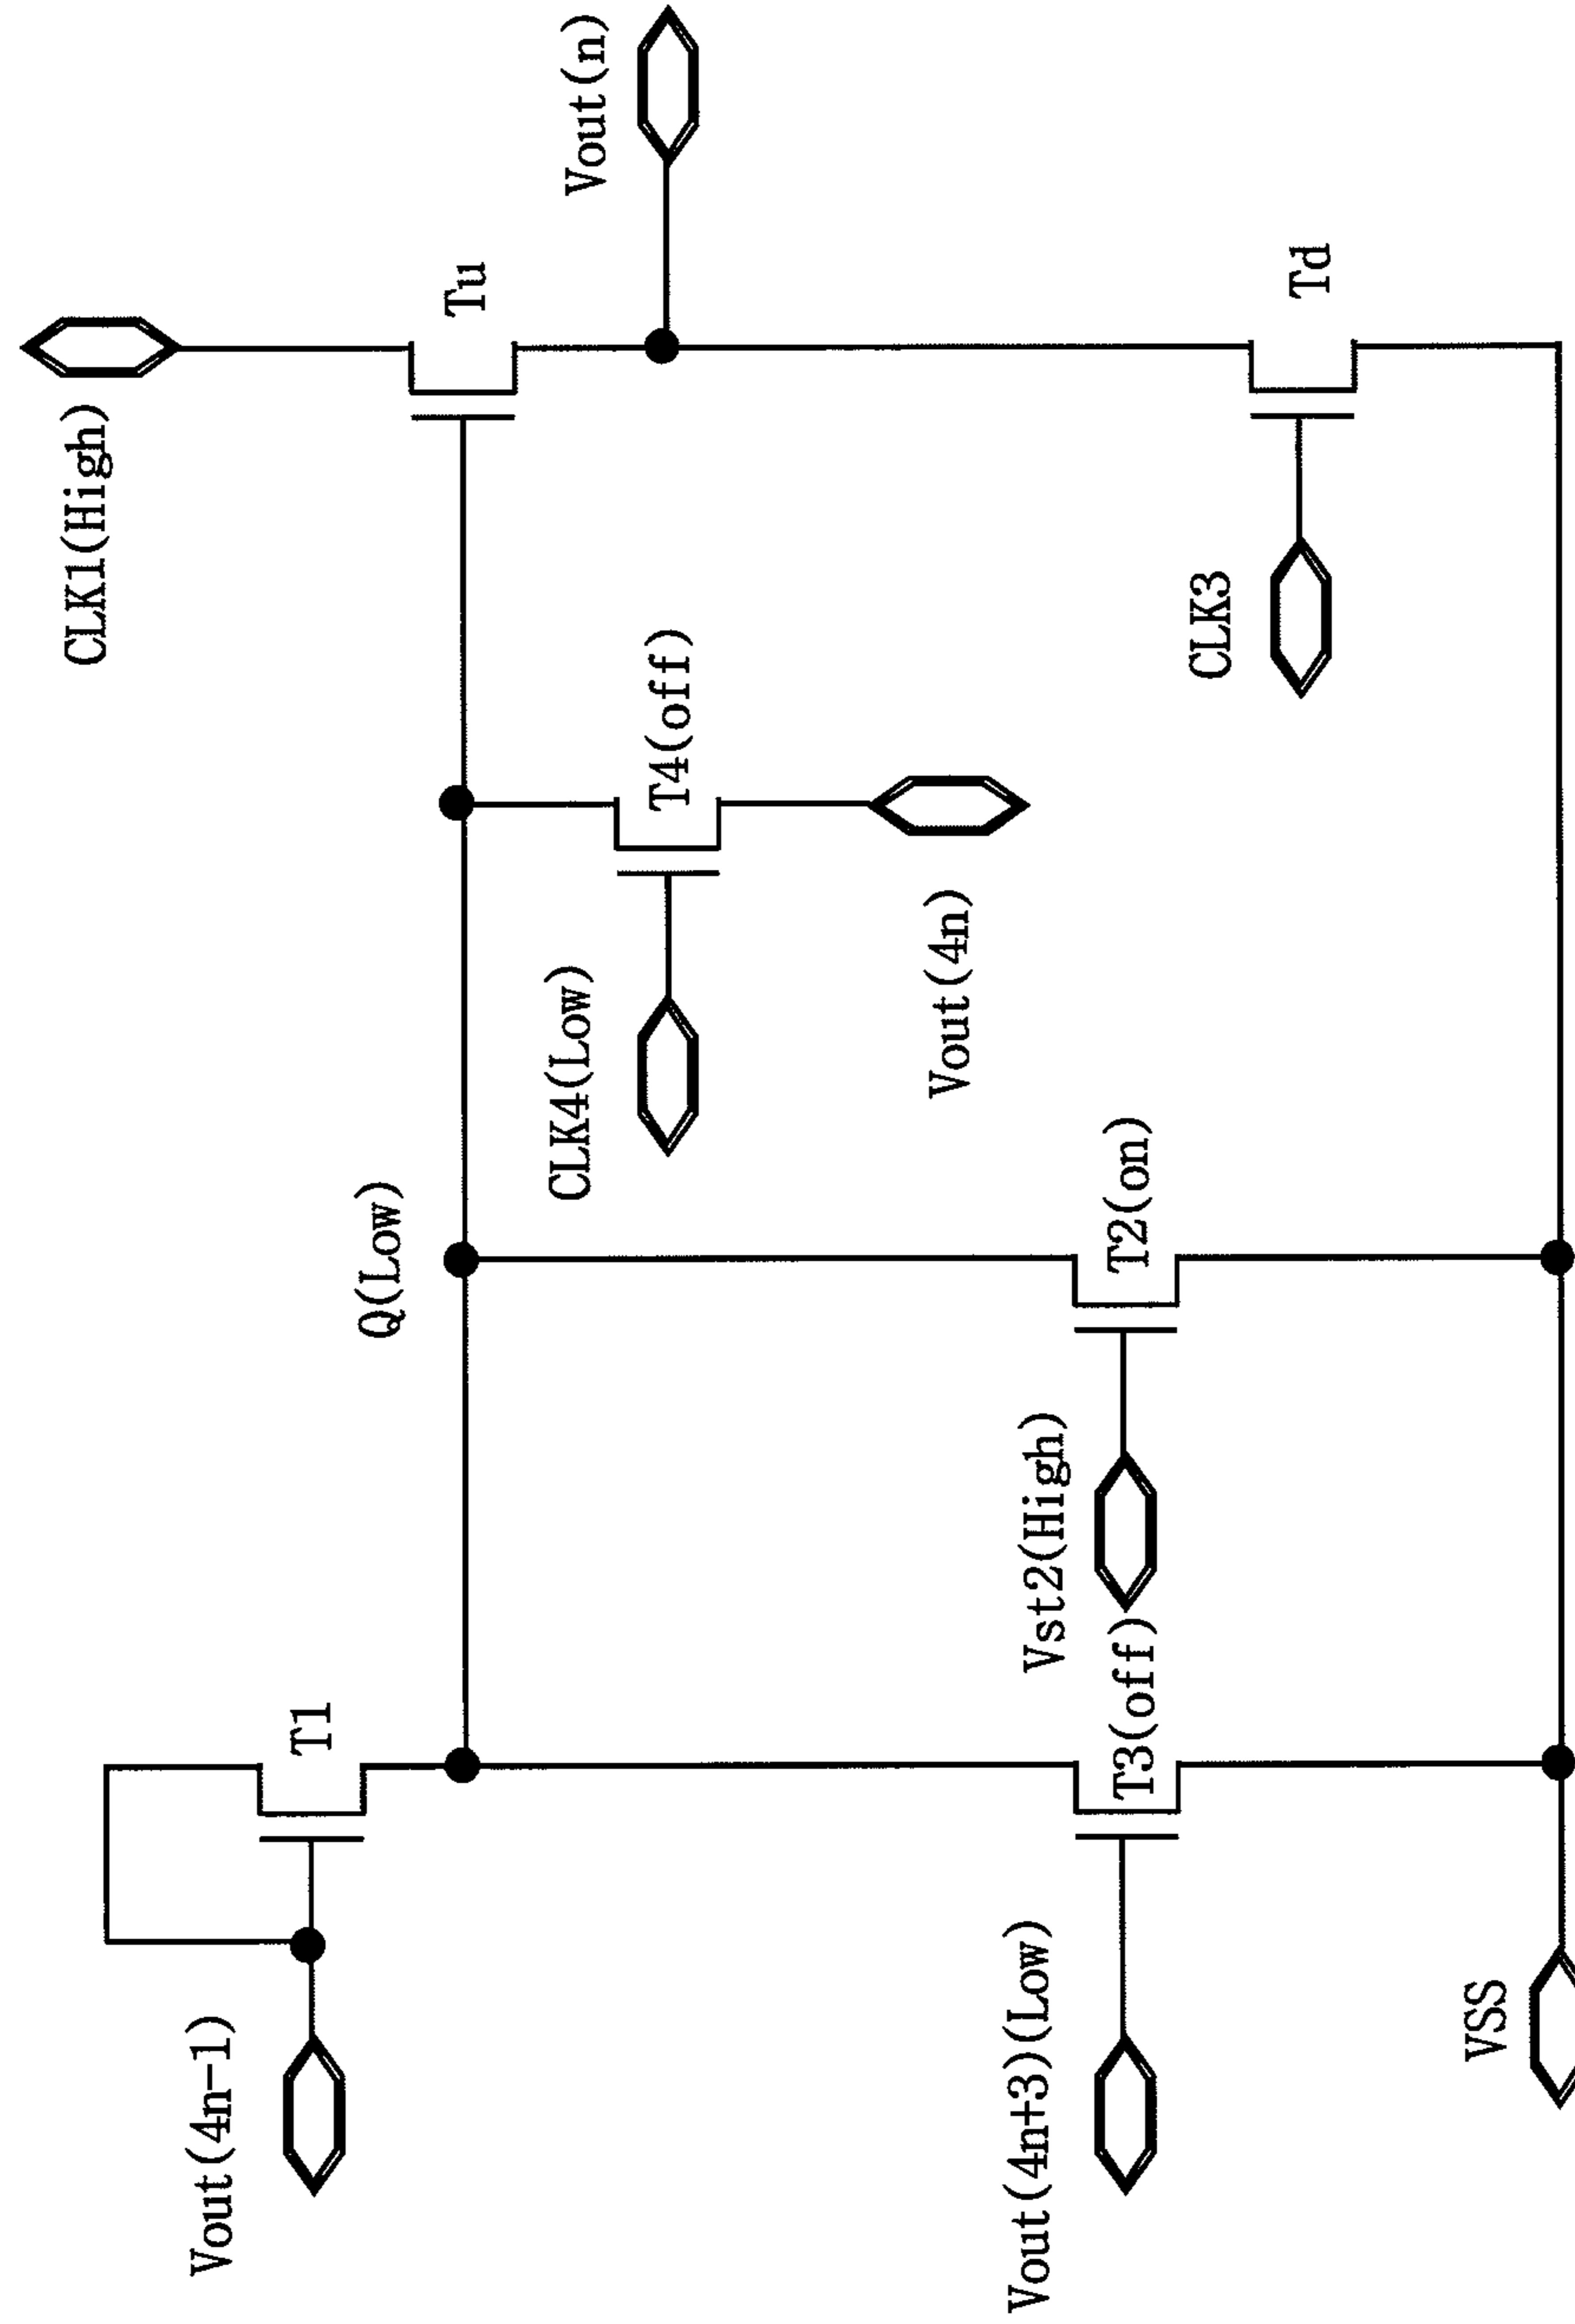 CLK1(High)
Tu
Vout(n)
Q(Low)
T1
Vout(4n-1)
CLK4(Low)
T4(off)
Vout(4n)
Vst2(High)
T2(on)
T3(off)
Vout(4n+3)(Low)
CLK3
Td
VSS